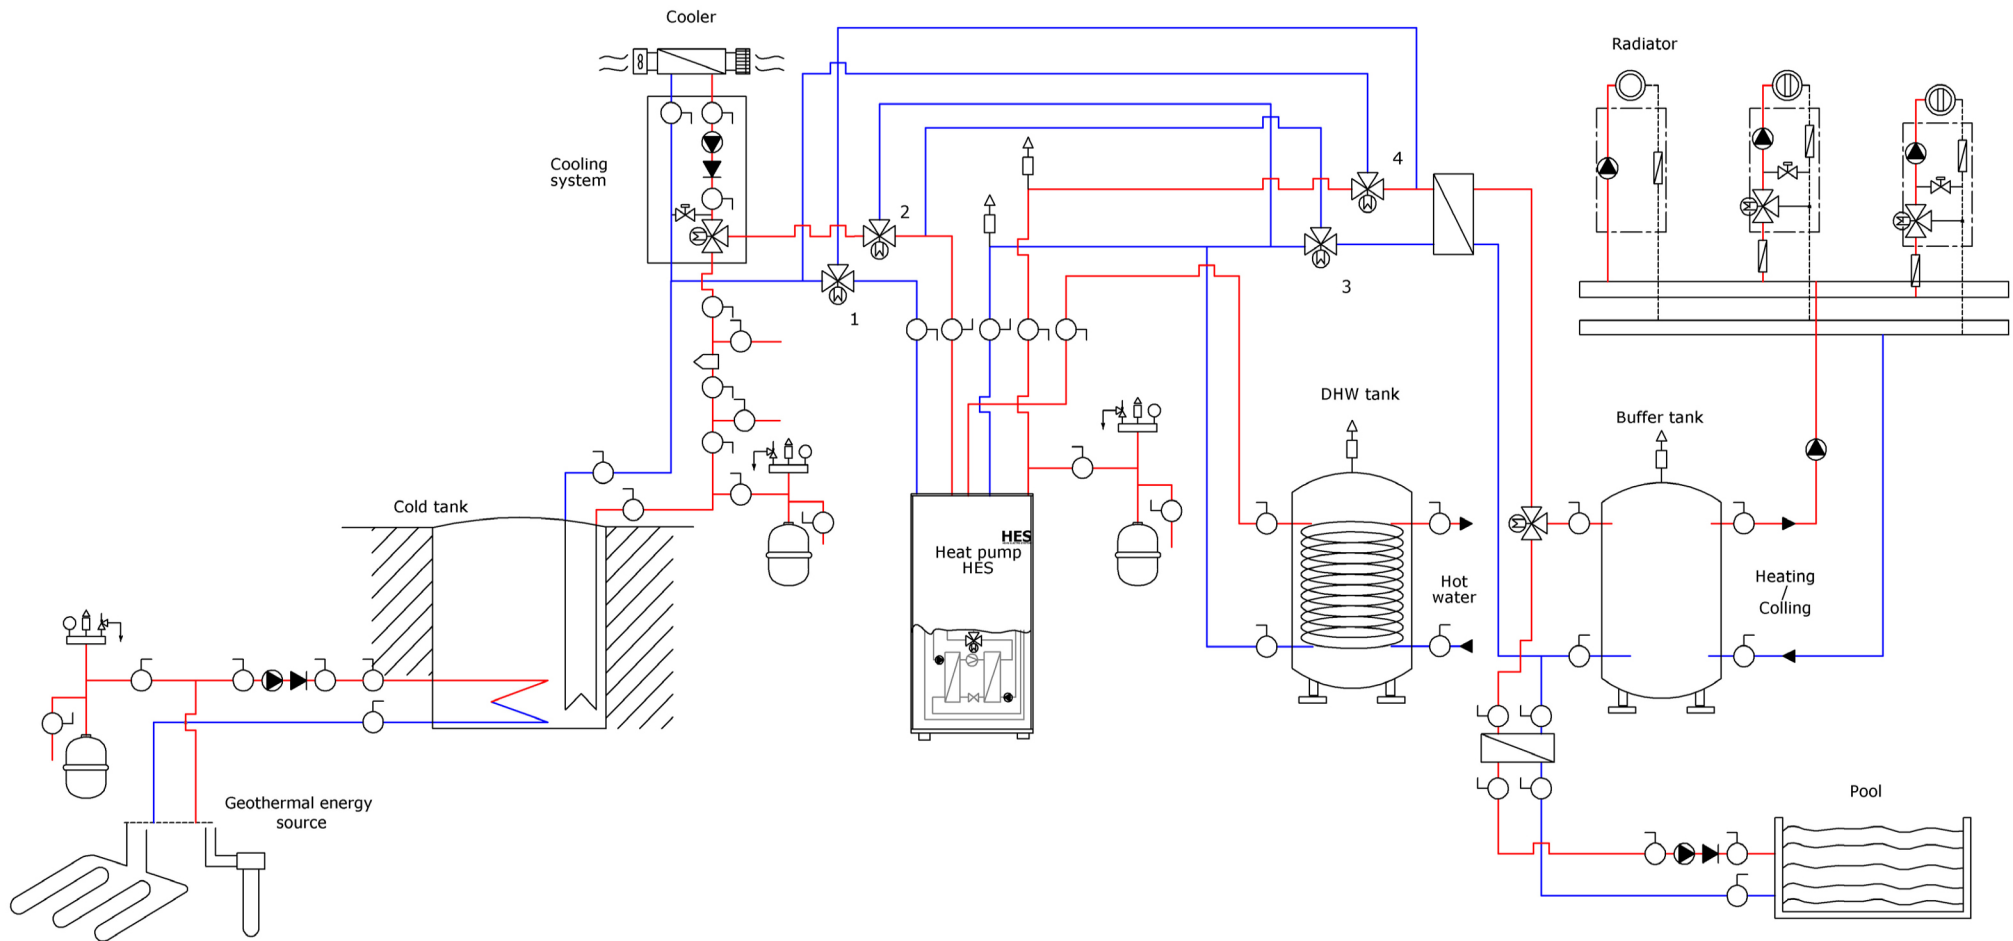 Cooler
Radiator
Cooling
system
4
2
3
1
DHW tank
Buffer tank
Cold tank
HES
Heat pump
HES
Hot
water
Heating
/
Colling
Geothermal energy
source
Pool